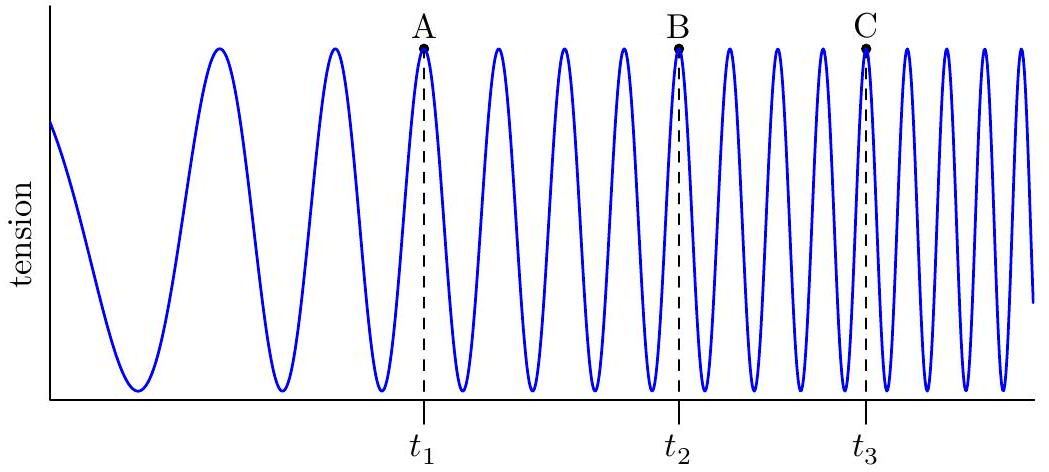 A B C
tension
t₁ t₂ t₃